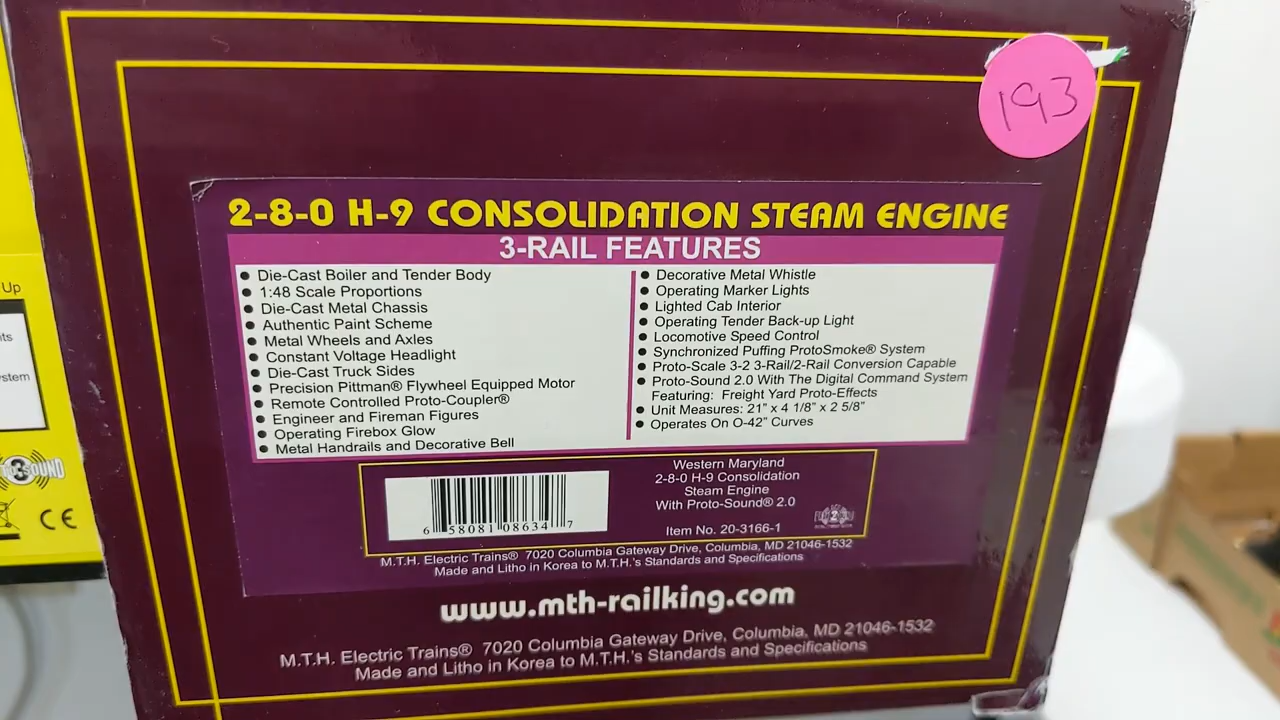 193
2-8-0 H-9 CONSOLIDATION STEAM ENGINE
3-RAIL FEATURES
● Die-Cast Boiler and Tender Body
● 1:48 Scale Proportions
● Die-Cast Metal Chassis
● Authentic Paint Scheme
● Metal Wheels and Axles
● Constant Voltage Headlight
● Die-Cast Truck Sides
● Precision Pittman® Flywheel Equipped Motor
● Remote Controlled Proto-Coupler®
● Engineer and Fireman Figures
● Operating Firebox Glow
● Metal Handrails and Decorative Bell
● Decorative Metal Whistle
● Operating Marker Lights
● Lighted Cab Interior
● Operating Tender Back-up Light
● Locomotive Speed Control
● Synchronized Puffing ProtoSmoke® System
● Proto-Scale 3-2 3-Rail/2-Rail Conversion Capable
● Proto-Sound 2.0 With The Digital Command System
Featuring: Freight Yard Proto-Effects
● Unit Measures: 21" x 4 1/8" x 2 5/8"
● Operates On O-42" Curves
6 58081 08634 7
Western Maryland
2-8-0 H-9 Consolidation
Steam Engine
With Proto-Sound® 2.0
Item No. 20-3166-1
M.T.H. Electric Trains® 7020 Columbia Gateway Drive, Columbia, MD 21046-1532
Made and Litho in Korea to M.T.H.'s Standards and Specifications
www.mth-railking.com
M.T.H. Electric Trains® 7020 Columbia Gateway Drive, Columbia, MD 21046-1532
Made and Litho in Korea to M.T.H.'s Standards and Specifications
Up
SOUND
CE